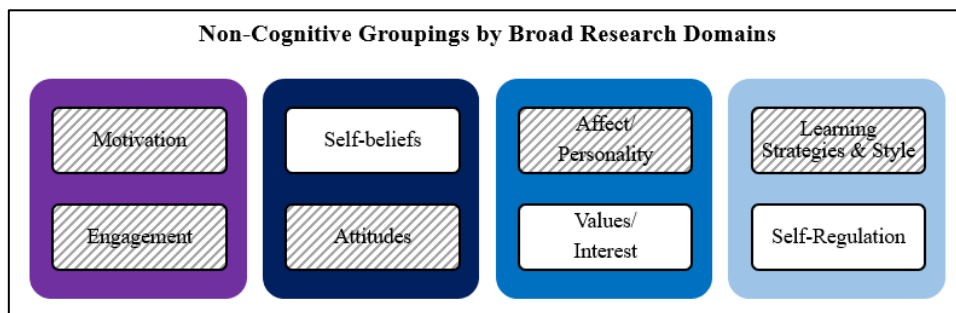 Non-Cognitive Groupings by Broad Research Domains
Motivation
Engagement
Self-beliefs
Attitudes
Affect/
Personality
Values/
Interest
Learning
Strategies & Style
Self-Regulation